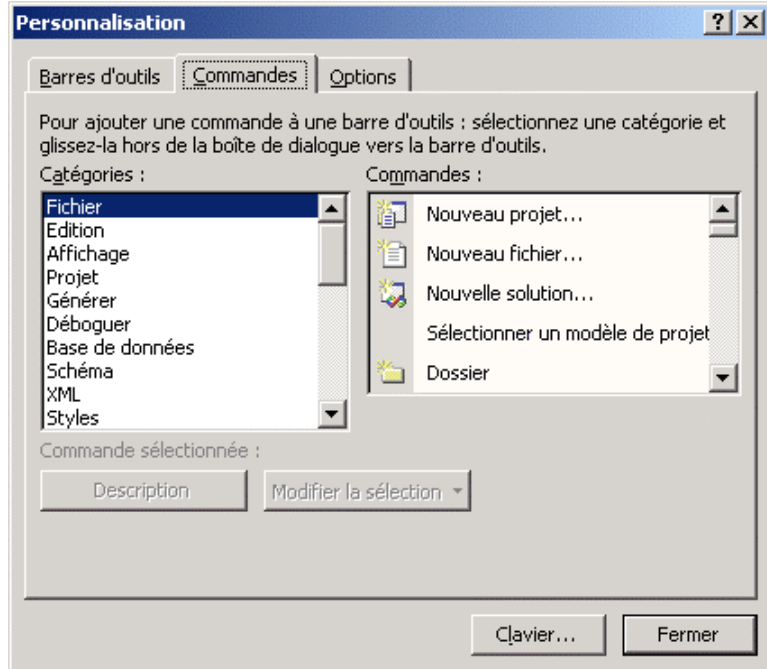 Personnalisation
Barres d'outils
Commandes
Options
Pour ajouter une commande à une barre d'outils : sélectionnez une catégorie et
glissez-la hors de la boîte de dialogue vers la barre d'outils.
Catégories :
Commandes :
Fichier
Edition
Affichage
Projet
Générer
Déboguer
Base de données
Schéma
XML
Styles
Nouveau projet...
Nouveau fichier...
Nouvelle solution...
Sélectionner un modèle de projet
Dossier
Commande sélectionnée :
Description
Modifier la sélection
Clavier...
Fermer